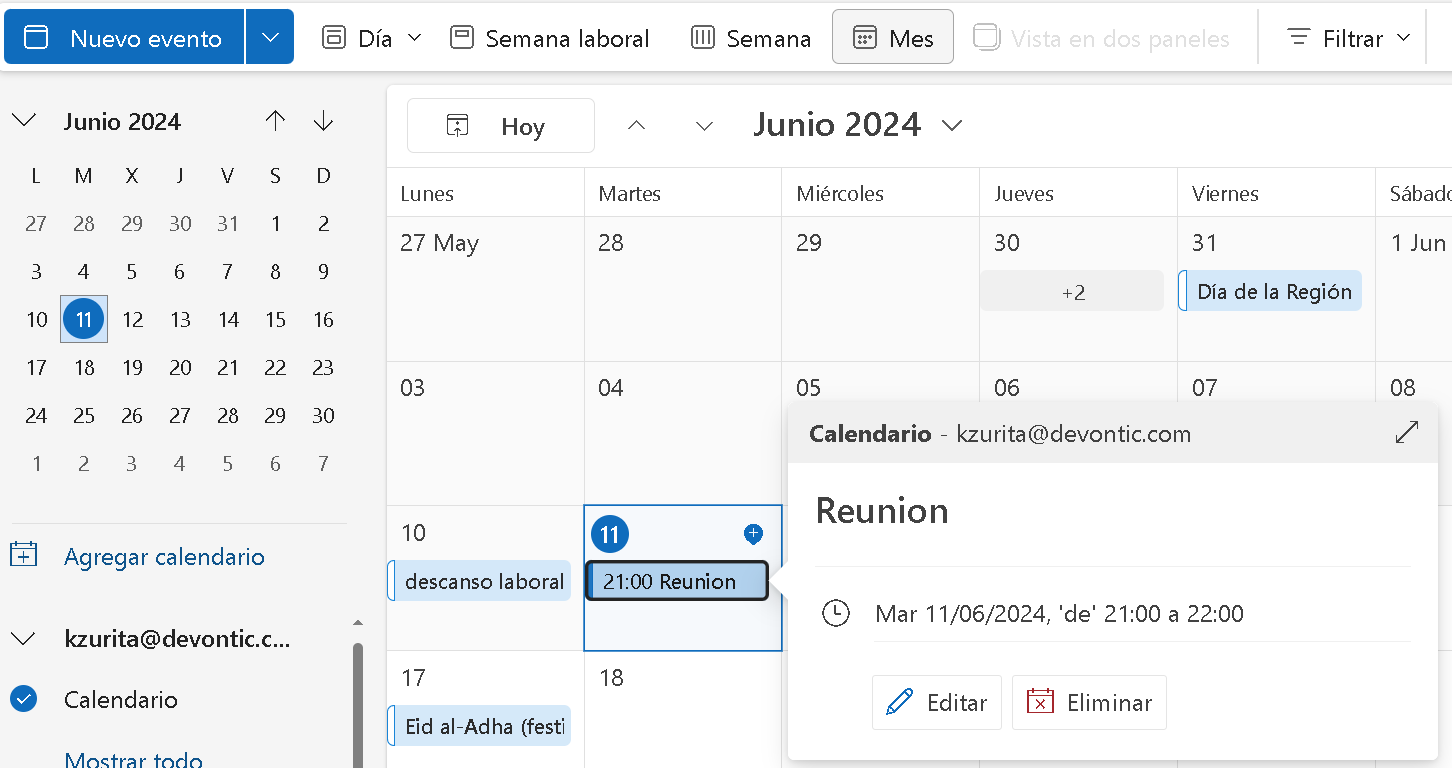 Nuevo evento
Día
Semana laboral
Semana
Mes
Vista en dos paneles
Filtrar
Junio 2024
L M X J V S D
27 28 29 30 31 1 2
3 4 5 6 7 8 9
10 11 12 13 14 15 16
17 18 19 20 21 22 23
24 25 26 27 28 29 30
1 2 3 4 5 6 7
Agregar calendario
kzurita@devontic.c...
Calendario
Mostrar todo
Hoy
Junio 2024
Lunes Martes Miércoles Jueves Viernes Sábado
27 May 28 29 30 31 1 Jun
+2 Día de la Región
03 04 05 06 07 08
10 11
descanso laboral 21:00 Reunion
17 18
Eid al-Adha (festi
Calendario - kzurita@devontic.com
Reunion
Mar 11/06/2024, 'de' 21:00 a 22:00
Editar
Eliminar